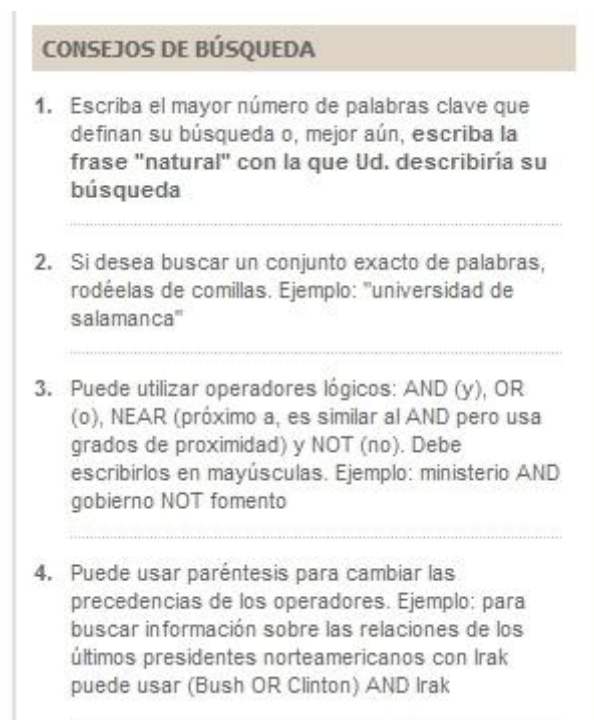 CONSEJOS DE BÚSQUEDA
1. Escriba el mayor número de palabras clave que
definan su búsqueda o, mejor aún, escriba la
frase "natural" con la que Ud. describiría su
búsqueda
2. Si desea buscar un conjunto exacto de palabras,
rodéelas de comillas. Ejemplo: "universidad de
salamanca"
3. Puede utilizar operadores lógicos: AND (y), OR
(o), NEAR (próximo a, es similar al AND pero usa
grados de proximidad) y NOT (no). Debe
escribirlos en mayúsculas. Ejemplo: ministerio AND
gobierno NOT fomento
4. Puede usar paréntesis para cambiar las
precedencias de los operadores. Ejemplo: para
buscar información sobre las relaciones de los
últimos presidentes norteamericanos con Irak
puede usar (Bush OR Clinton) AND Irak